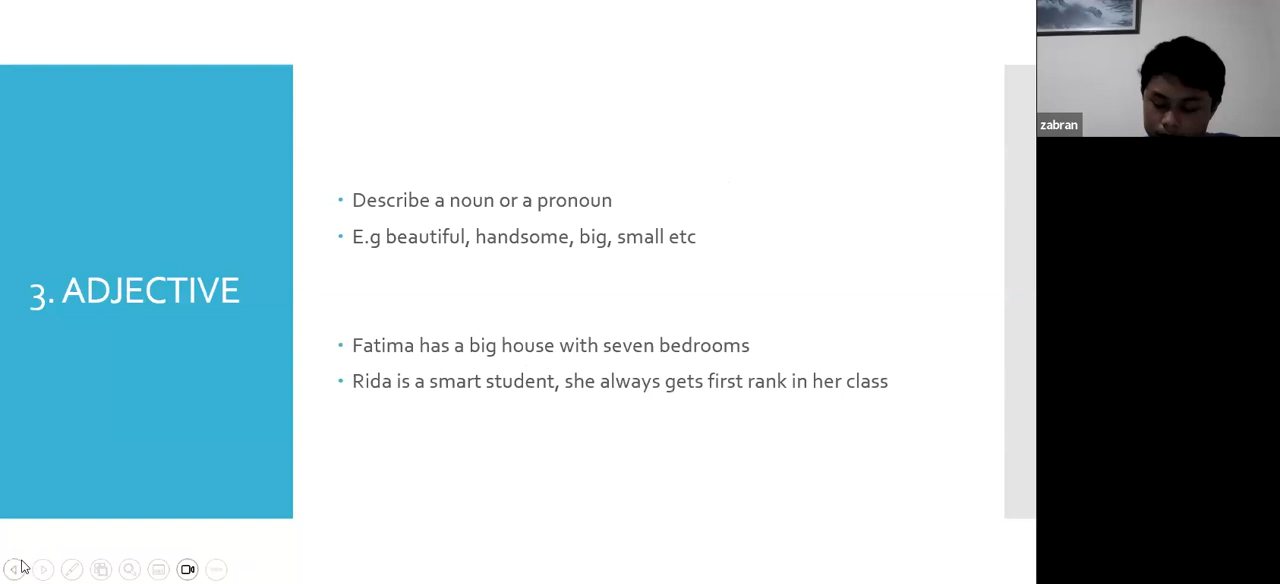 3. ADJECTIVE
Describe a noun or a pronoun
E.g beautiful, handsome, big, small etc
Fatima has a big house with seven bedrooms
Rida is a smart student, she always gets first rank in her class
zabran